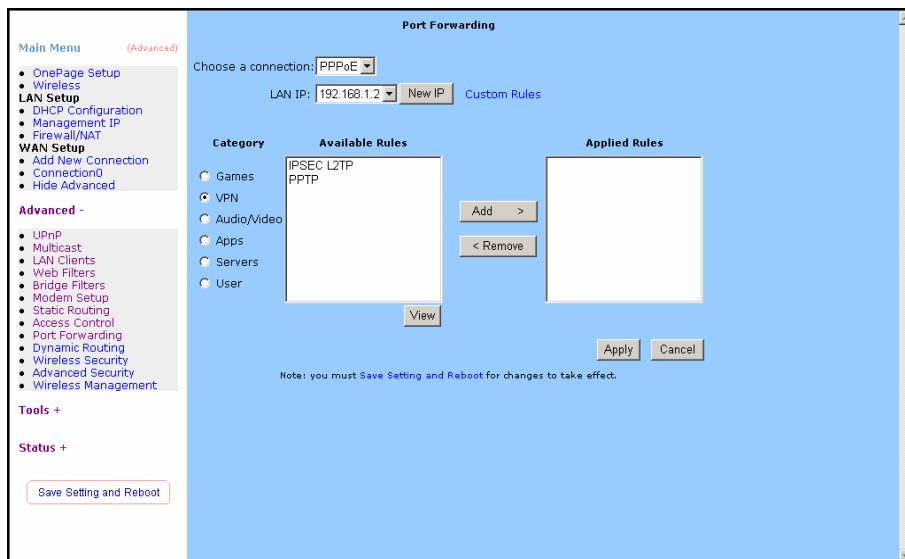 Port Forwarding
Main Menu (Advanced)
OnePage Setup
Wireless
LAN Setup
DHCP Configuration
Management IP
Firewall/NAT
WAN Setup
Add New Connection
Connection0
Hide Advanced
Advanced -
UPnP
Multicast
LAN Clients
Web Filters
Bridge Filters
Modem Setup
Static Routing
Access Control
Port Forwarding
Dynamic Routing
Wireless Security
Advanced Security
Wireless Management
Tools +
Status +
Save Setting and Reboot
Choose a connection: PPPoE
LAN IP: 192.168.1.2 New IP Custom Rules
Category Available Rules Applied Rules
Games
VPN
Audio/Video
Apps
Servers
User
IPSEC L2TP
PPTP
Add >
< Remove
View
Apply Cancel
Note: you must Save Setting and Reboot for changes to take effect.